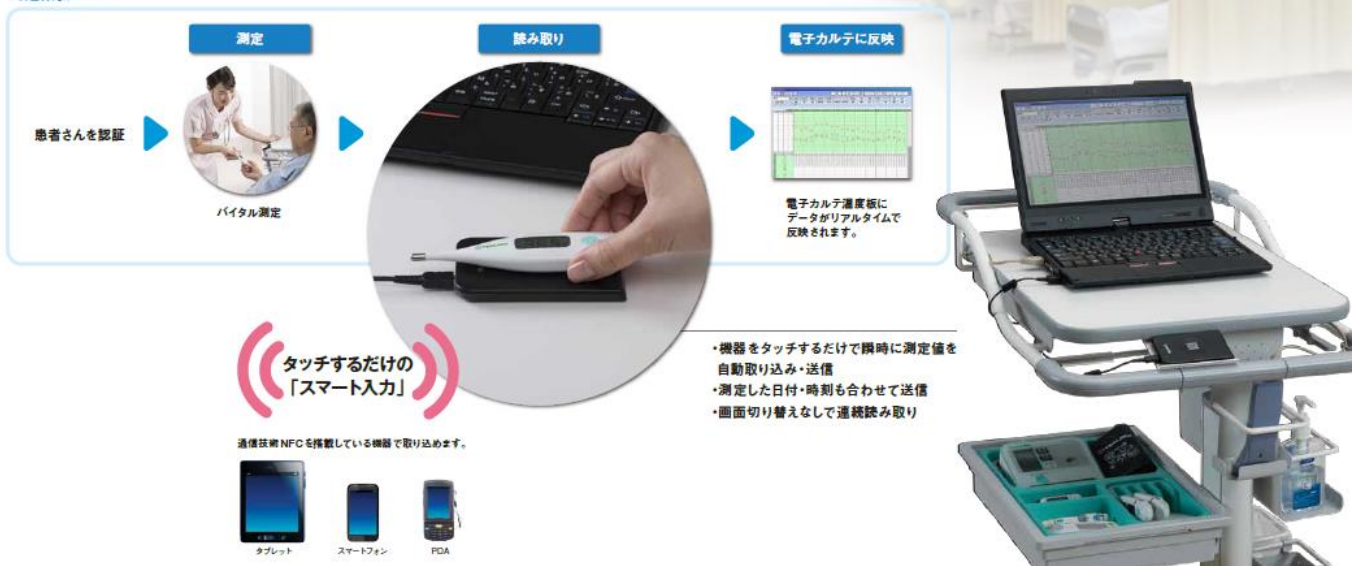 測定
読み取り
電子カルテに反映
患者さんを認証
バイタル測定
電子カルテ温度板に
データがリアルタイムで
反映されます。
タッチするだけの
「スマート入力」
・機器をタッチするだけで瞬時に測定値を
自動取り込み・送信
・測定した日付・時刻も合わせて送信
・画面切り替えなしで連続読み取り
通信技術NFCを搭載している機器で取り込めます。
タブレット
スマートフォン
PDA